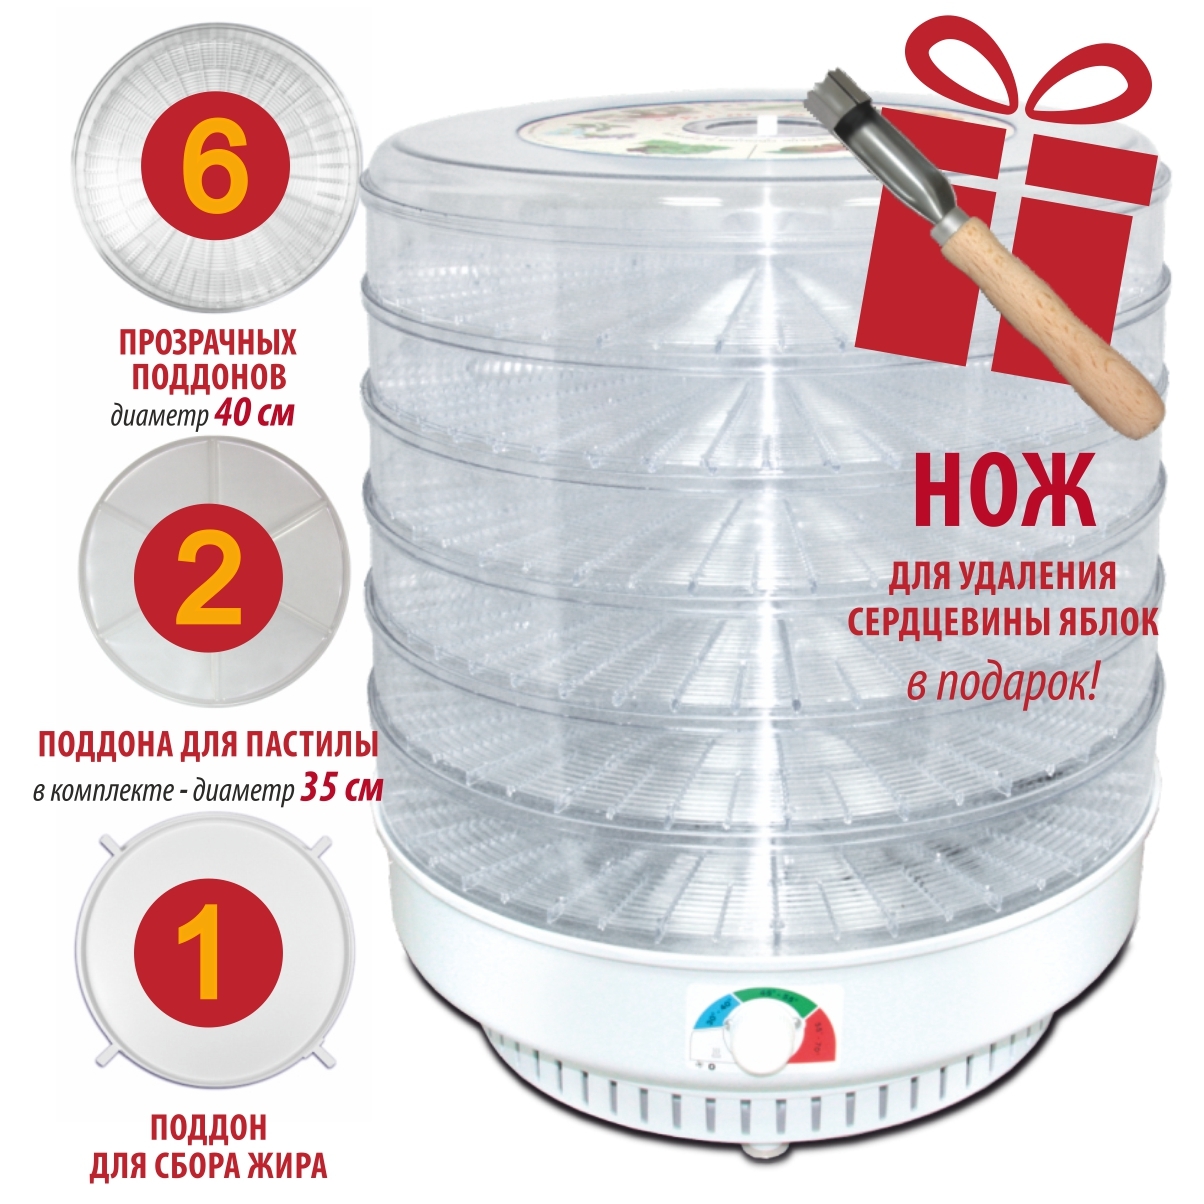 6
ПРОЗРАЧНЫХ
ПОДДОНОВ
диаметр 40 см
2
ПОДДОНА ДЛЯ ПАСТИЛЫ
в комплекте - диаметр 35 см
1
ПОДДОН
ДЛЯ СБОРА ЖИРА
НОЖ
ДЛЯ УДАЛЕНИЯ
СЕРДЦЕВИНЫ ЯБЛОК
в подарок!